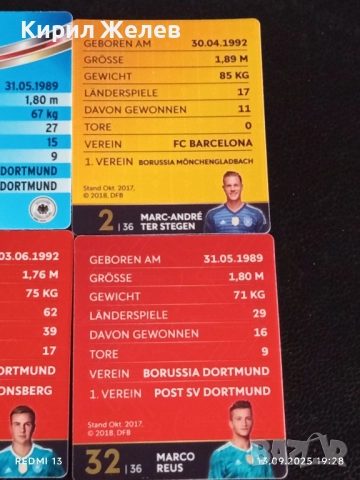 Кирил Желев
31.05.1989
1,80 m
67 kg
27
15
9
DORTMUND
DORTMUND
GEBOREN AM 30.04.1992
GRÖSSE 1,89 M
GEWICHT 85 KG
LÄNDERSPIELE 17
DAVON GEWONNEN 11
TORE 0
VEREIN FC BARCELONA
1. VEREIN BORUSSIA MÖNCHENGLADBACH
Stand Okt. 2017,
© 2018, DFB
2 | 36 MARC-ANDRÉ
TER STEGEN
03.06.1992
1,76 M
75 KG
62
39
17
DORTMUND
ONSBERG
GEBOREN AM 31.05.1989
GRÖSSE 1,80 M
GEWICHT 71 KG
LÄNDERSPIELE 29
DAVON GEWONNEN 16
TORE 9
VEREIN BORUSSIA DORTMUND
1. VEREIN POST SV DORTMUND
Stand Okt. 2017,
© 2018, DFB
32 | 36 MARCO
REUS
REDMI 13
13.09.2025 19:28